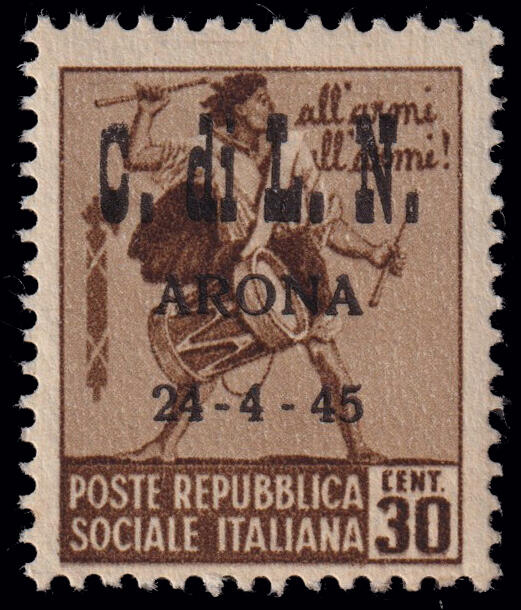 all'armi
all'armi!
C. di L. N.
ARONA
24-4-45
POSTE REPUBBLICA
SOCIALE ITALIANA
CENT.
30